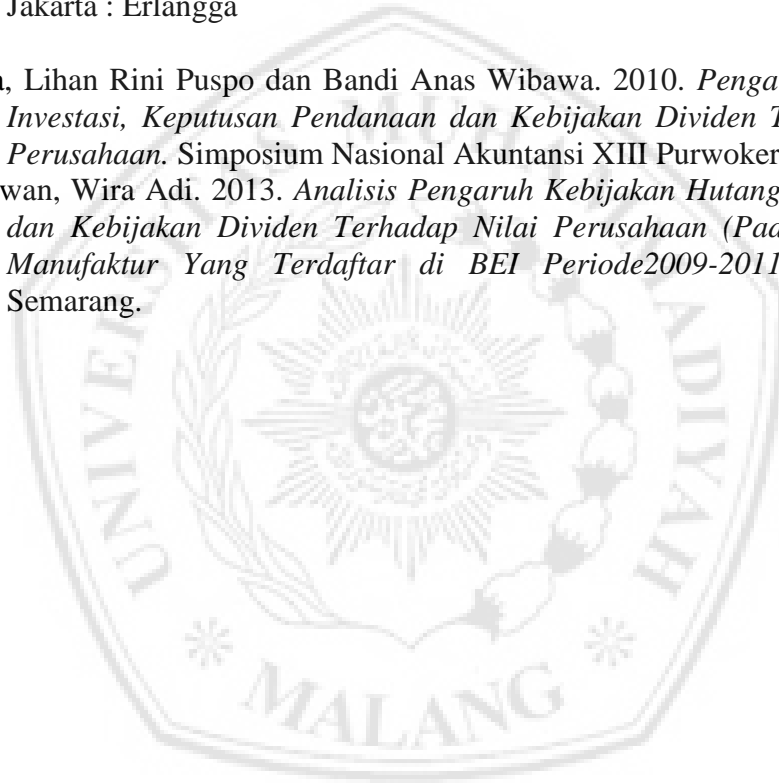 Jakarta : Erlangga
a, Lihan Rini Puspo dan Bandi Anas Wibawa. 2010. Penga
Investasi, Keputusan Pendanaan dan Kebijakan Dividen T
Perusahaan. Simposium Nasional Akuntansi XIII Purwoker
wan, Wira Adi. 2013. Analisis Pengaruh Kebijakan Hutang
dan Kebijakan Dividen Terhadap Nilai Perusahaan (Pad
Manufaktur Yang Terdaftar di BEI Periode2009-2011
Semarang.
UNIVERSITAS MUHAMMADIYAH
MALANG